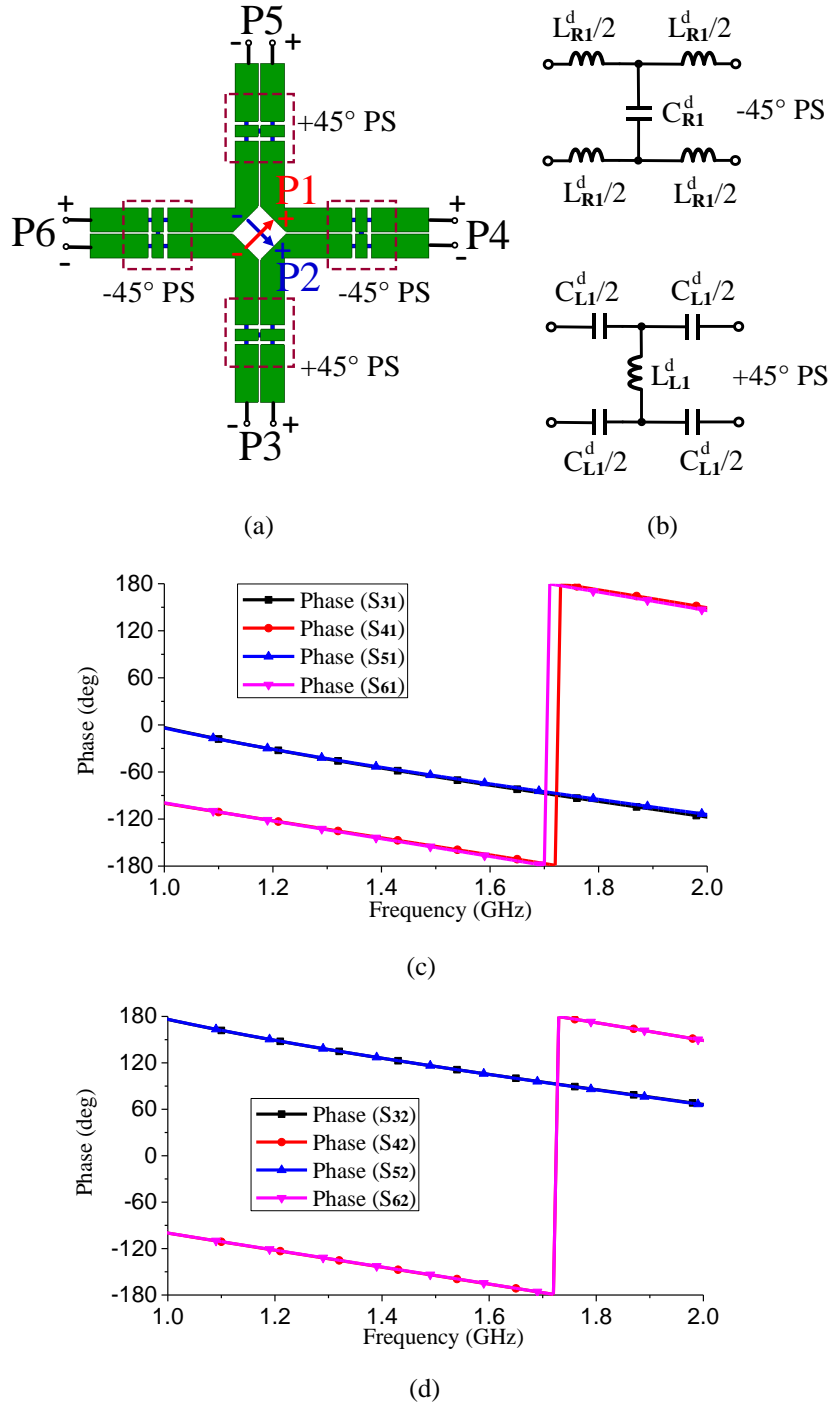 P5
- +
+45° PS
P1
+
P6
-
-45° PS
- +
- +
P2
-45° PS
+
P4
-
+45° PS
- +
P3
(a)
L^d_R1/2 L^d_R1/2
C^d_R1 -45° PS
L^d_R1/2 L^d_R1/2
C^d_L1/2 C^d_L1/2
L^d_L1 +45° PS
C^d_L1/2 C^d_L1/2
(b)
Phase (deg)
180
120
60
0
-60
-120
-180
Phase (S31)
Phase (S41)
Phase (S51)
Phase (S61)
1.0 1.2 1.4 1.6 1.8 2.0
Frequency (GHz)
(c)
Phase (deg)
180
120
60
0
-60
-120
-180
Phase (S32)
Phase (S42)
Phase (S52)
Phase (S62)
1.0 1.2 1.4 1.6 1.8 2.0
Frequency (GHz)
(d)